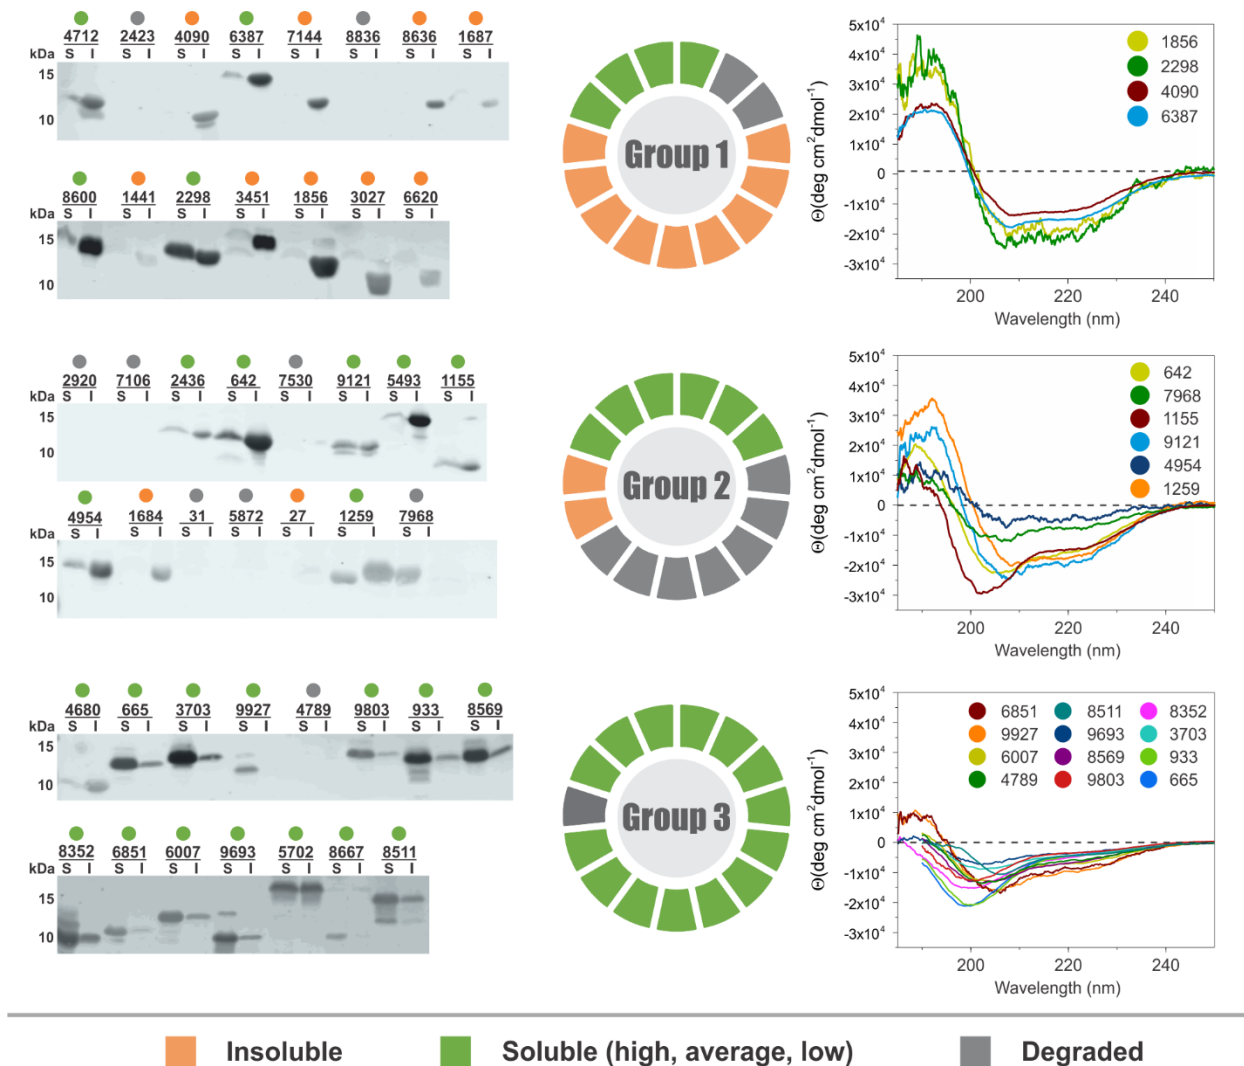 4712 2423 4090 6387 7144 8836 8636 1687
kDa S I S I S I S I S I S I S I S I
15
10
8600 1441 2298 3451 1856 3027 6620
kDa S I S I S I S I S I S I S I
15
10
Group 1
5x10⁴
4x10⁴
3x10⁴
2x10⁴
1x10⁴
0
-1x10⁴
-2x10⁴
-3x10⁴
Θ(deg cm²dmol⁻¹)
1856
2298
4090
6387
200 220 240
Wavelength (nm)
2920 7106 2436 642 7530 9121 5493 1155
kDa S I S I S I S I S I S I S I S I
15
10
4954 1684 31 5872 27 1259 7968
kDa S I S I S I S I S I S I S I
15
10
Group 2
5x10⁴
4x10⁴
3x10⁴
2x10⁴
1x10⁴
0
-1x10⁴
-2x10⁴
-3x10⁴
Θ(deg cm²dmol⁻¹)
642
7968
1155
9121
4954
1259
200 220 240
Wavelength (nm)
4680 665 3703 9927 4789 9803 933 8569
kDa S I S I S I S I S I S I S I S I
15
10
8352 6851 6007 9693 5702 8667 8511
kDa S I S I S I S I S I S I S I
15
10
Group 3
5x10⁴
4x10⁴
3x10⁴
2x10⁴
1x10⁴
0
-1x10⁴
-2x10⁴
-3x10⁴
Θ(deg cm²dmol⁻¹)
6851 8511 8352
9927 9693 3703
6007 8569 933
4789 9803 665
200 220 240
Wavelength (nm)
Insoluble Soluble (high, average, low) Degraded